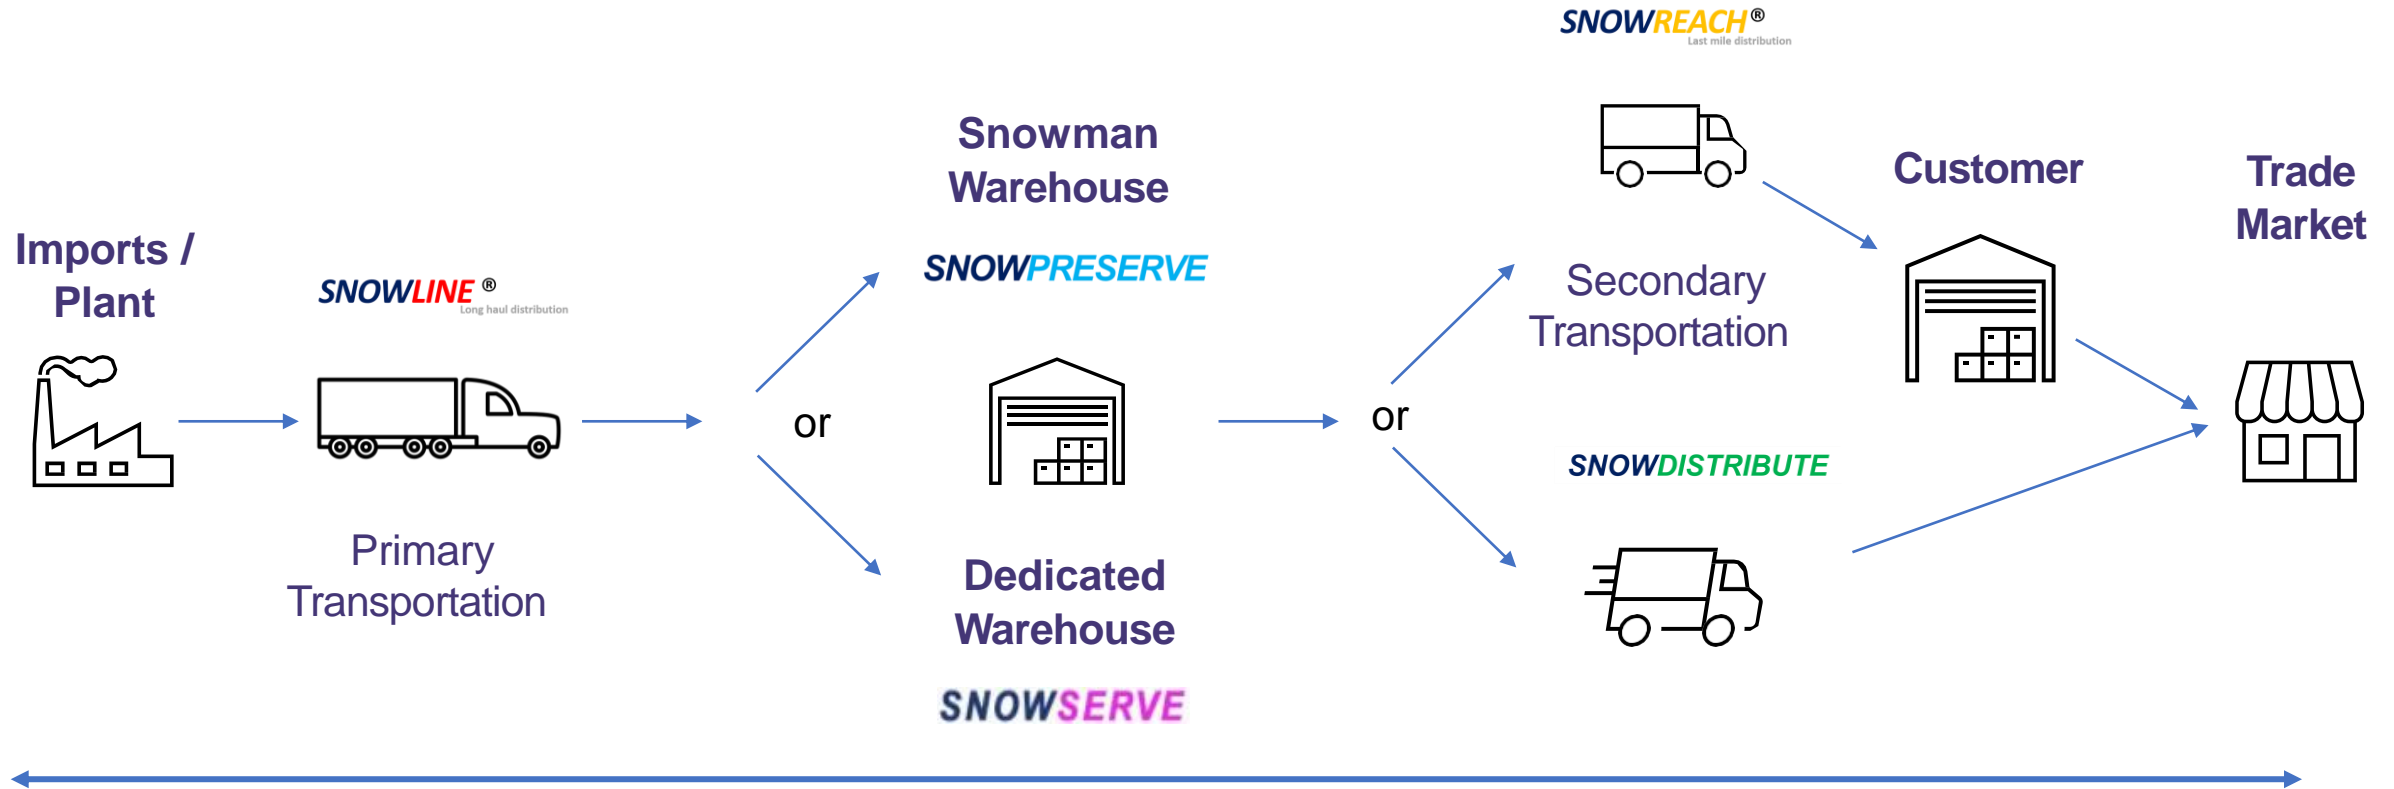 Imports /
Plant
SNOWLINE ®
Long haul distribution
Primary
Transportation
or
Snowman
Warehouse
SNOWPRESERVE
Dedicated
Warehouse
SNOWSERVE
or
SNOWREACH ®
Last mile distribution
Secondary
Transportation
SNOWDISTRIBUTE
Customer
Trade
Market